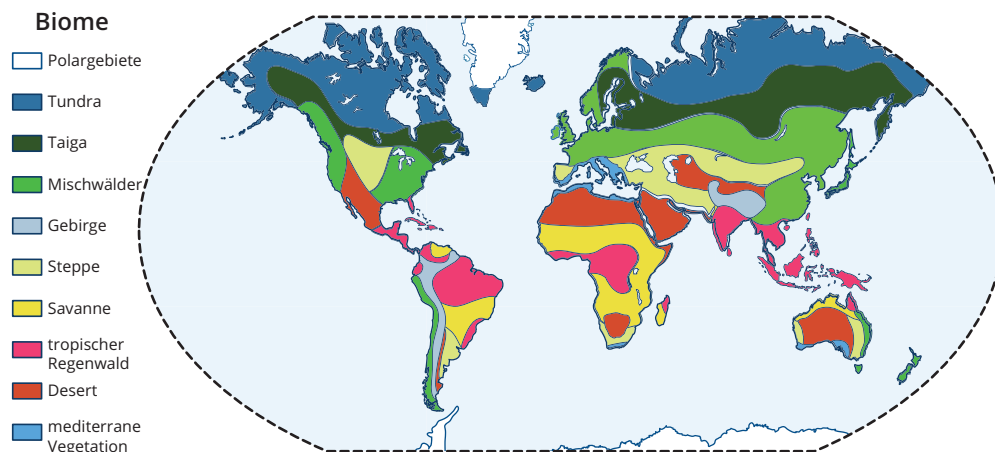 Biome
Polargebiete
Tundra
Taiga
Mischwälder
Gebirge
Steppe
Savanne
tropischer
Regenwald
Desert
mediterrane
Vegetation